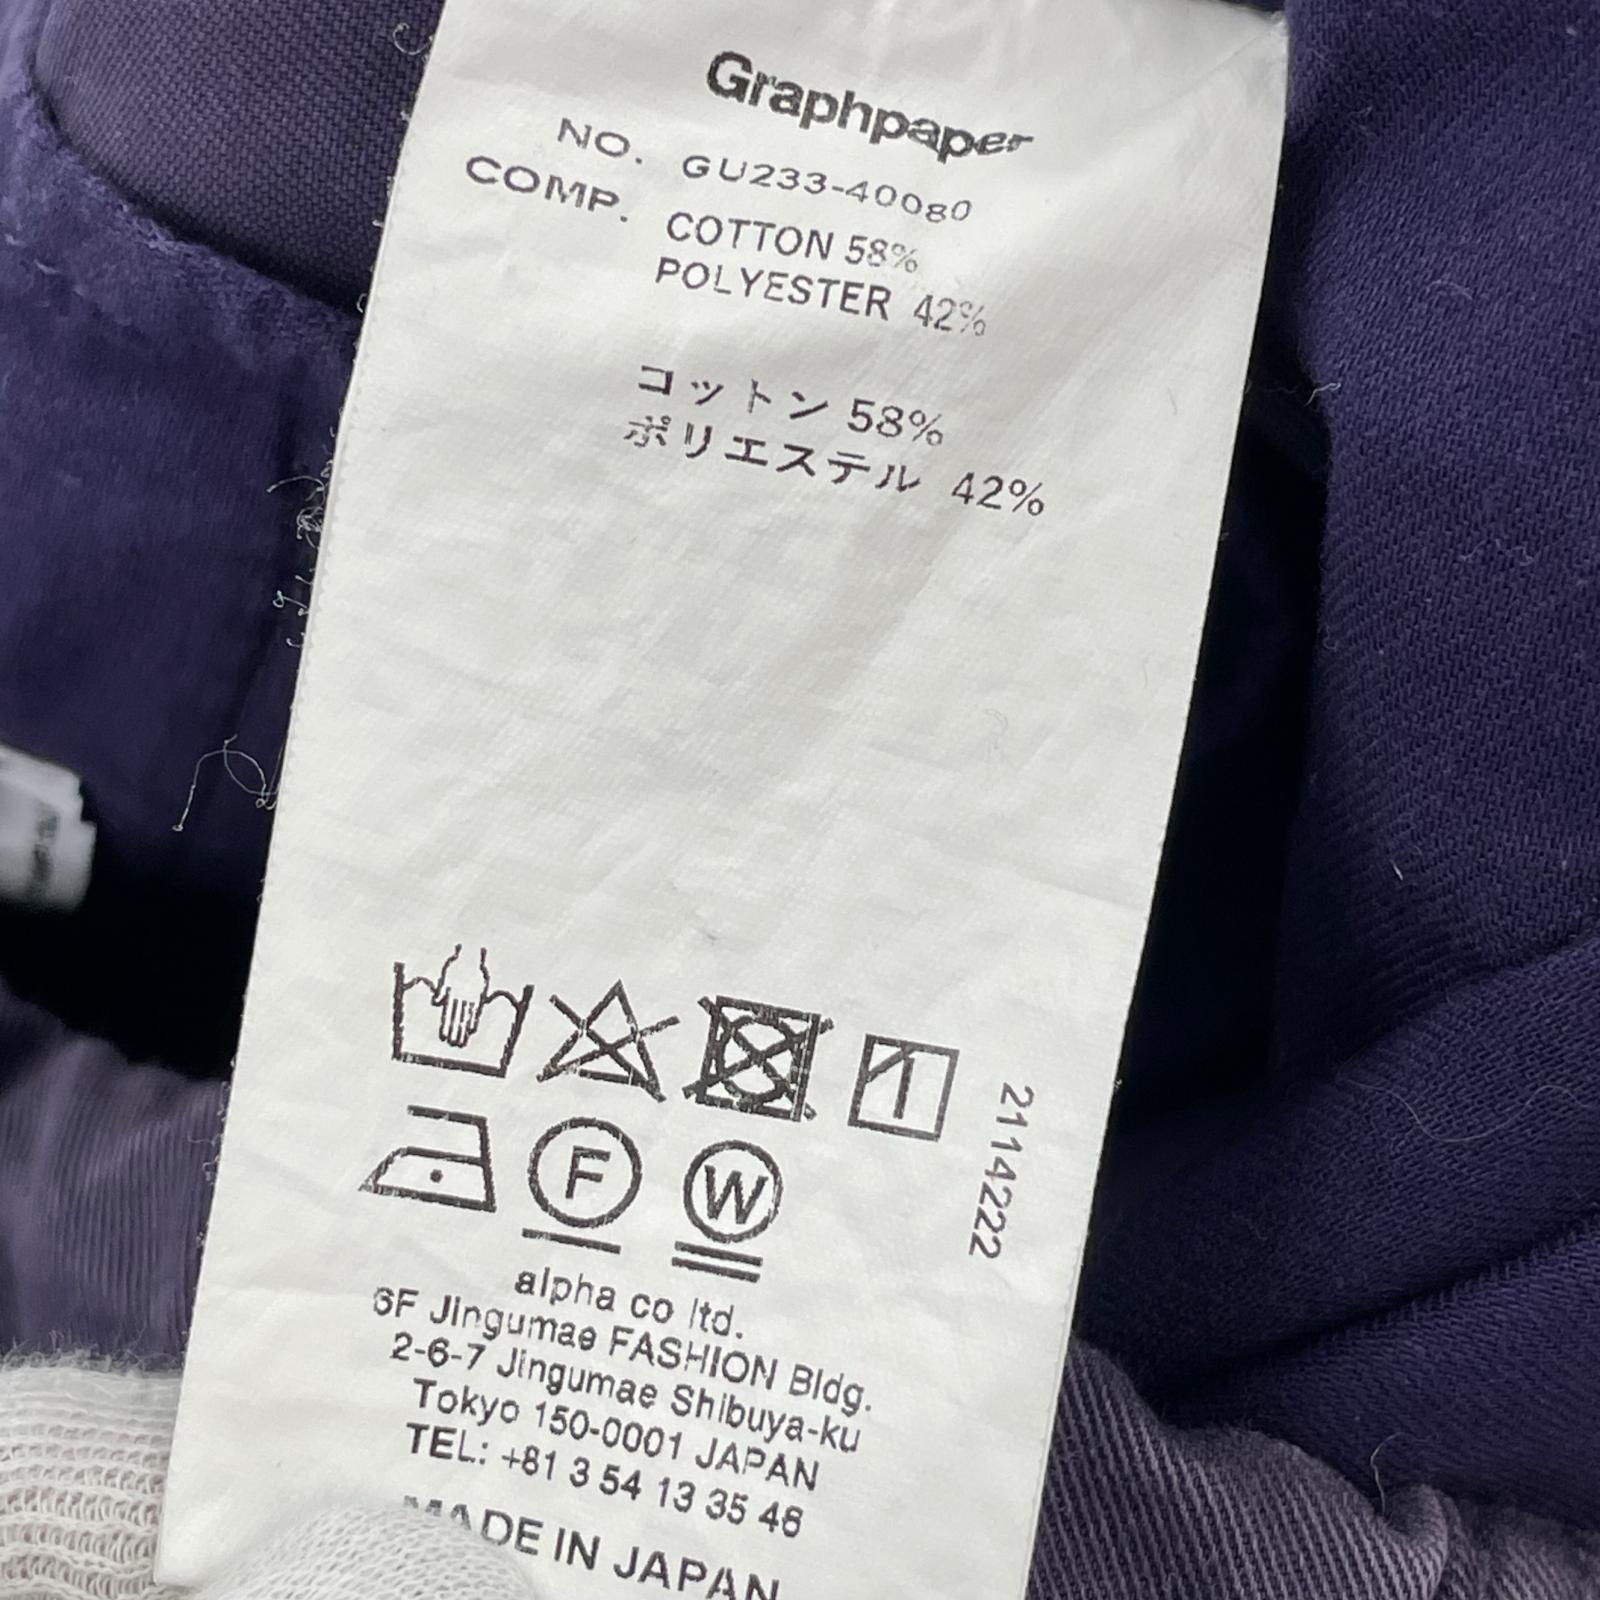 Graphpaper
NO. GU233-40080
COMP. COTTON 58%
POLYESTER 42%
コットン 58%
ポリエステル 42%
2114222
F
W
alpha co ltd.
6F Jingumae FASHION Bldg.
2-6-7 Jingumae Shibuya-ku
Tokyo 150-0001 JAPAN
TEL: +81 3 54 13 35 46
MADE IN JAPAN